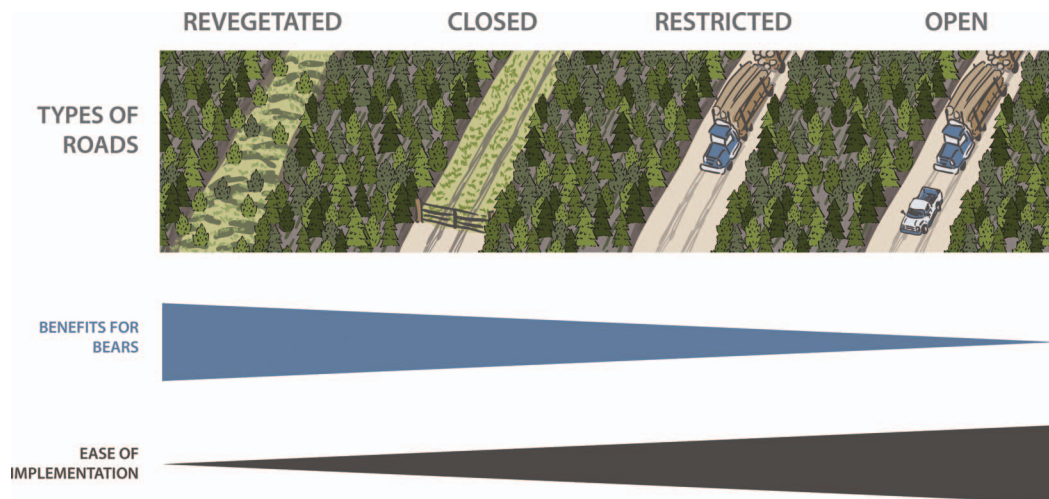 REVEGETATED CLOSED RESTRICTED OPEN
TYPES OF
ROADS
BENEFITS FOR
BEARS
EASE OF
IMPLEMENTATION